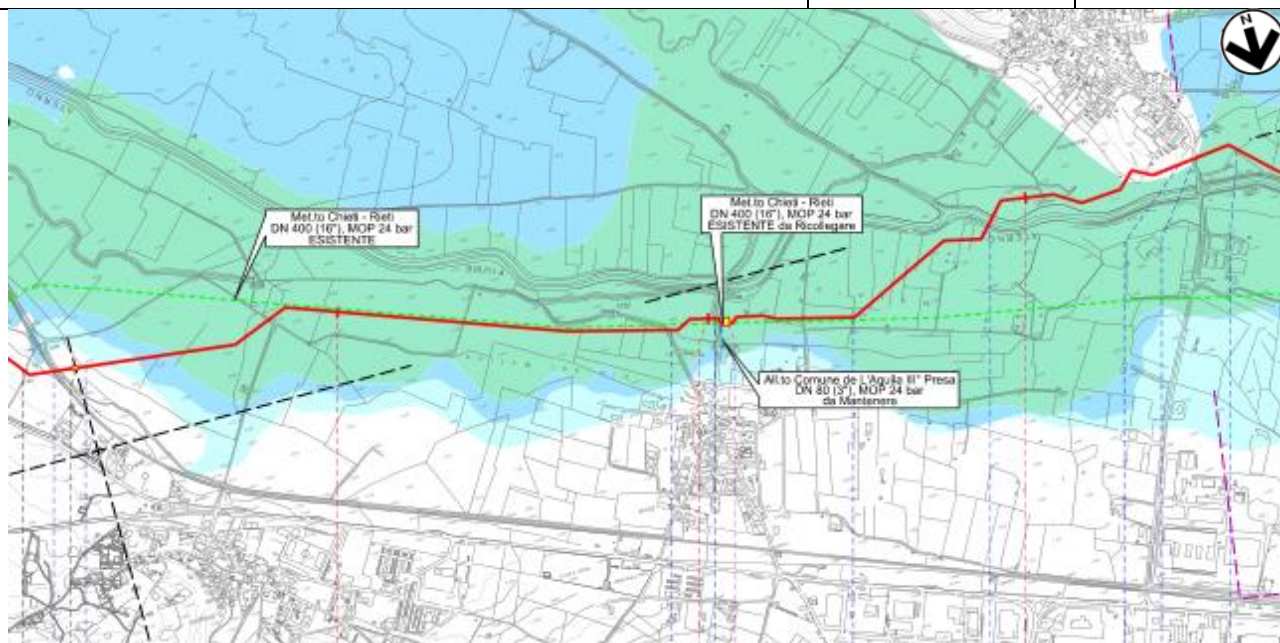 N
Met.to Chieti - Rieti
DN 400 (16"), MOP 24 bar
ESISTENTE
Met.to Chieti - Rieti
DN 400 (16"), MOP 24 bar
ESISTENTE da Ricollegare
All.to Comune de L'Aquila III° Presa
DN 80 (3"), MOP 24 bar
da Mantenere
FIUME
ATERNO